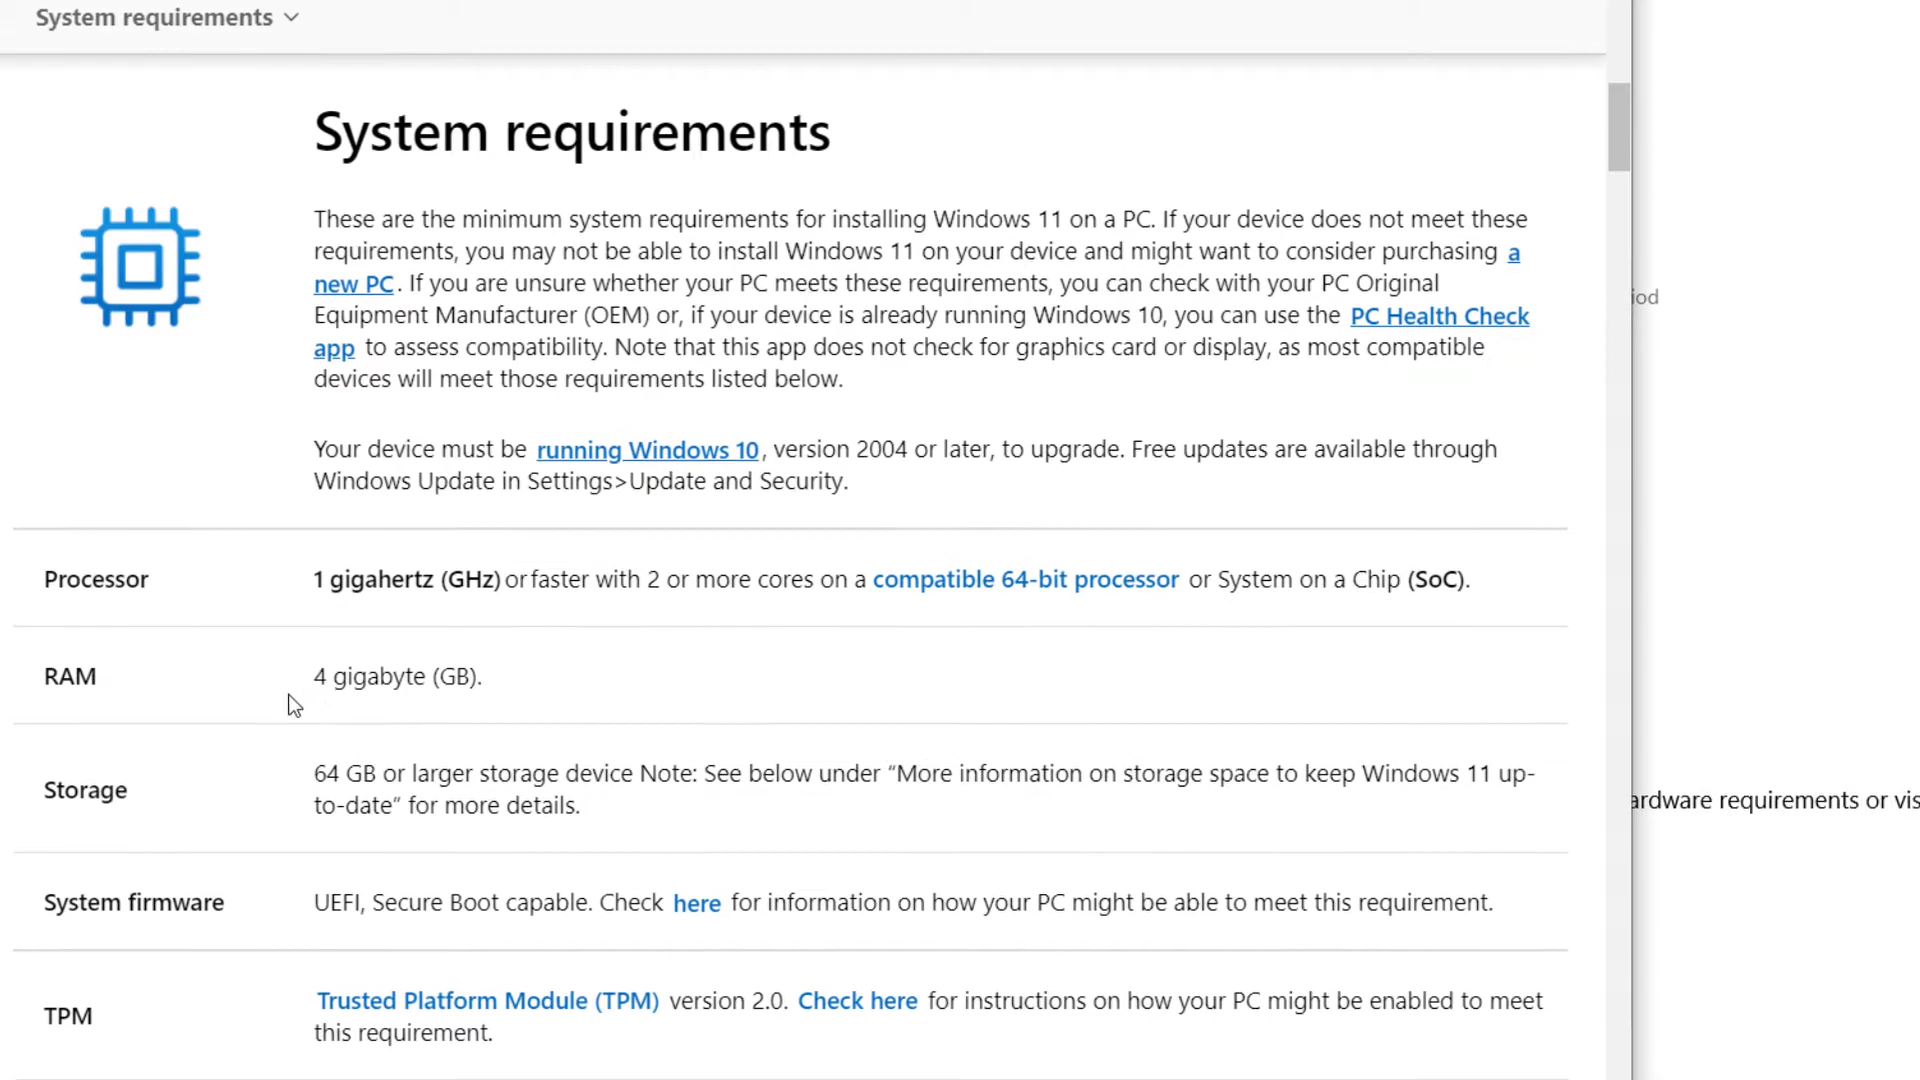 System requirements
System requirements
These are the minimum system requirements for installing Windows 11 on a PC. If your device does not meet these
requirements, you may not be able to install Windows 11 on your device and might want to consider purchasing a
new PC. If you are unsure whether your PC meets these requirements, you can check with your PC Original
Equipment Manufacturer (OEM) or, if your device is already running Windows 10, you can use the PC Health Check
app to assess compatibility. Note that this app does not check for graphics card or display, as most compatible
devices will meet those requirements listed below.
Your device must be running Windows 10, version 2004 or later, to upgrade. Free updates are available through
Windows Update in Settings>Update and Security.
Processor
1 gigahertz (GHz) or faster with 2 or more cores on a compatible 64-bit processor or System on a Chip (SoC).
RAM
4 gigabyte (GB).
Storage
64 GB or larger storage device Note: See below under “More information on storage space to keep Windows 11 up-
to-date” for more details.
System firmware
UEFI, Secure Boot capable. Check here for information on how your PC might be able to meet this requirement.
TPM
Trusted Platform Module (TPM) version 2.0. Check here for instructions on how your PC might be enabled to meet
this requirement.
iod
ardware requirements or vis